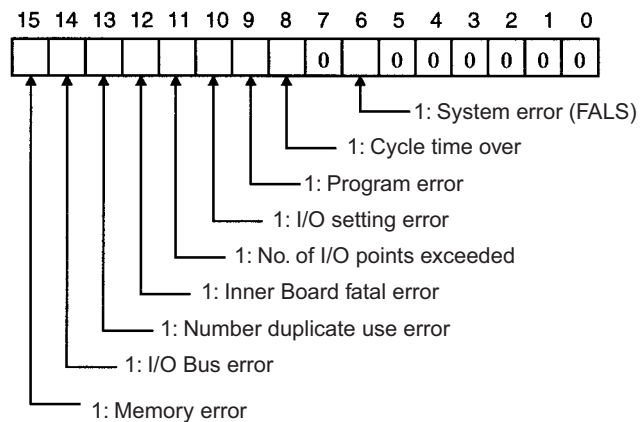 15 14 13 12 11 10 9 8 7 6 5 4 3 2 1 0
0 0 0 0 0 0 0
1: System error (FALS)
1: Cycle time over
1: Program error
1: I/O setting error
1: No. of I/O points exceeded
1: Inner Board fatal error
1: Number duplicate use error
1: I/O Bus error
1: Memory error